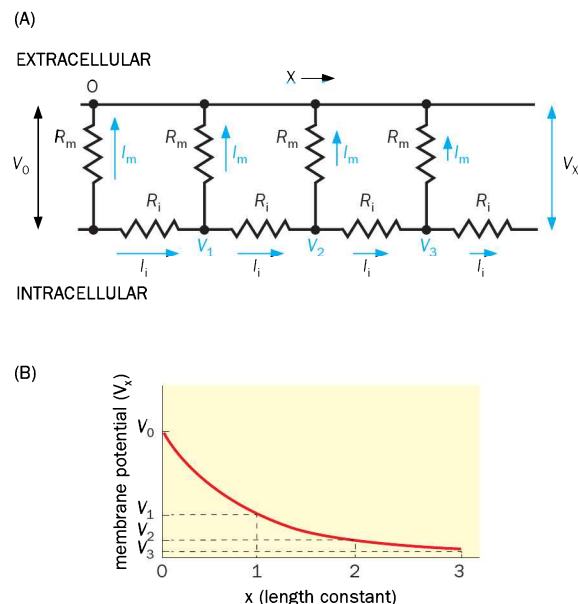 (A)
EXTRACELLULAR
O X
Rm Im Rm Im Rm Im Rm Im
V0 Vx
Ri Ri Ri Ri
V1 V2 V3
Ii Ii Ii Ii
INTRACELLULAR
(B)
membrane potential (Vx)
V0
V1
V2
V3
0 1 2 3
x (length constant)